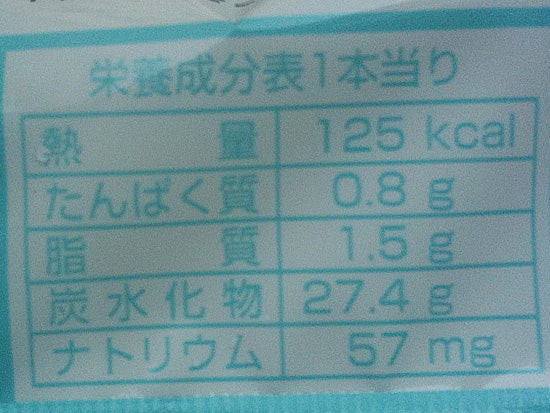 栄養成分表1本当り
熱量 125 kcal
たんぱく質 0.8 g
脂質 1.5 g
炭水化物 27.4 g
ナトリウム 57 mg